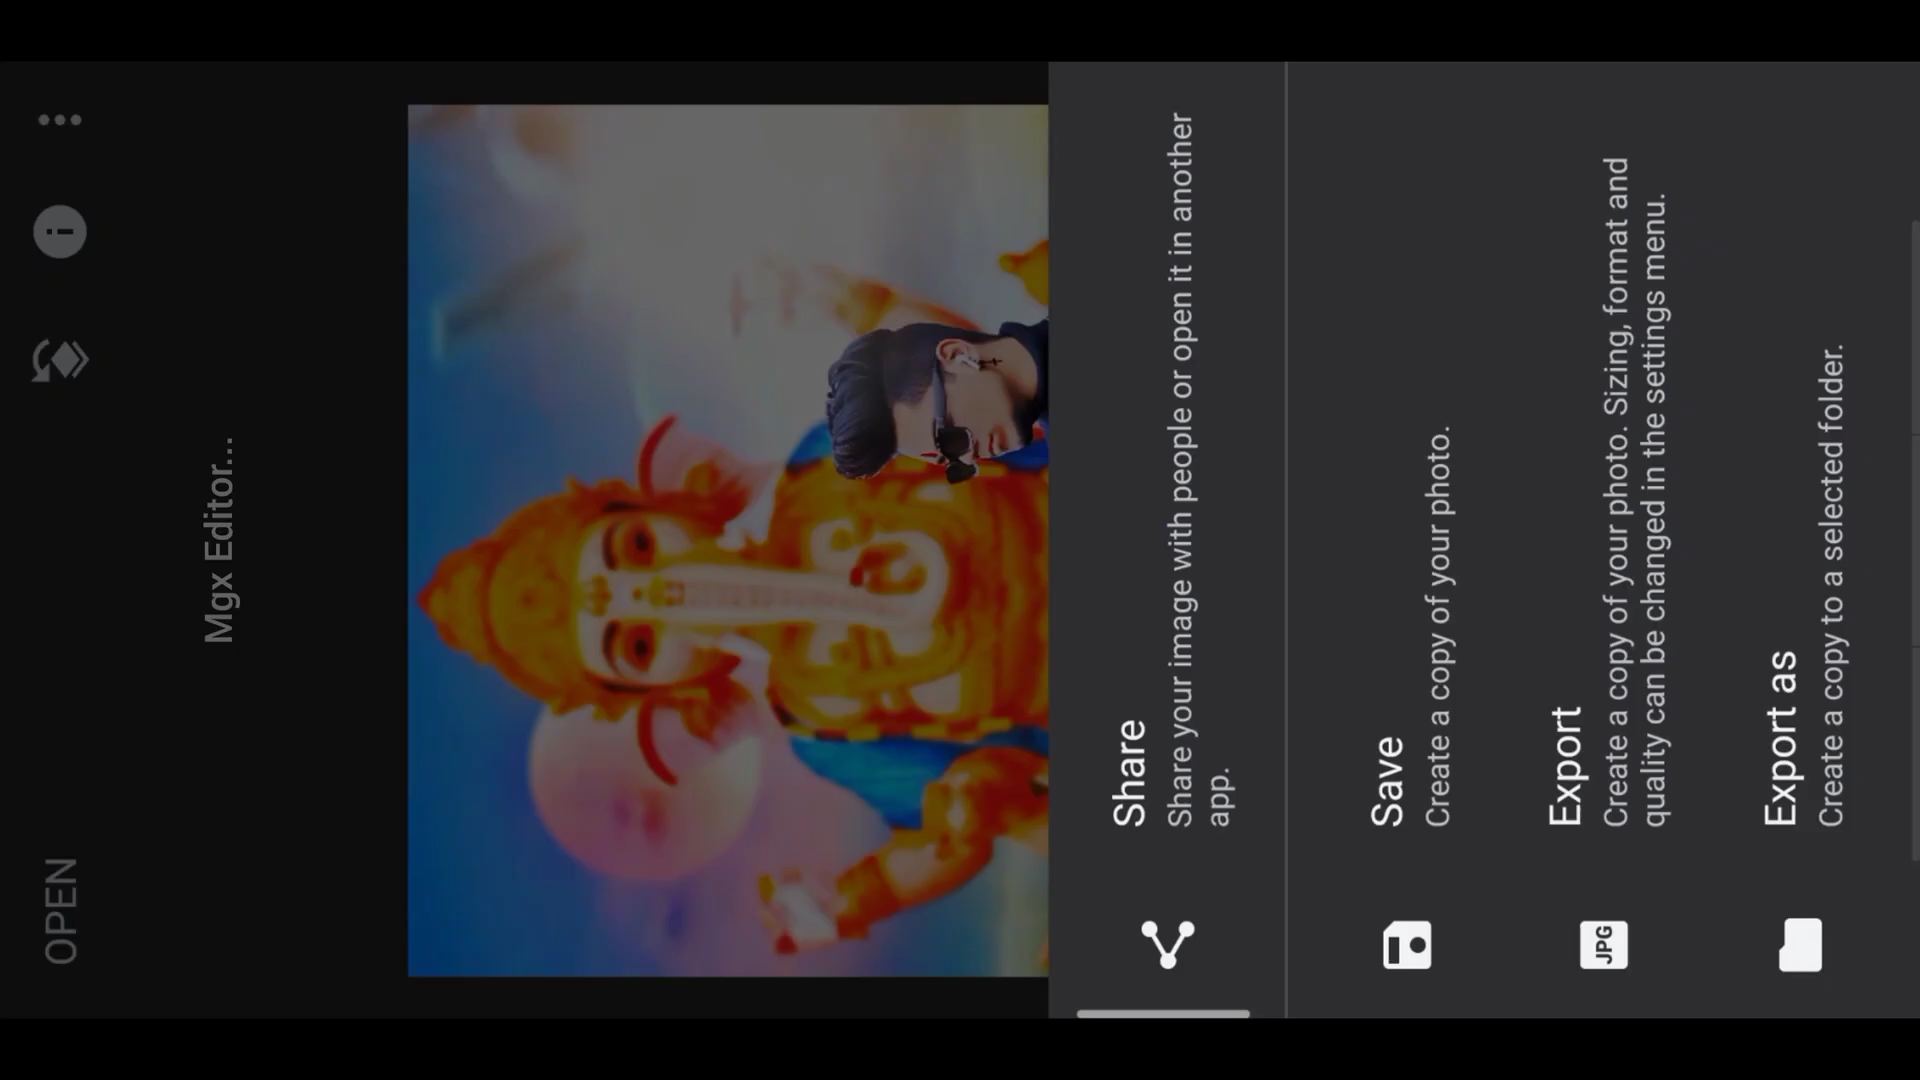 OPEN
Mgx Editor...
Share
Share your image with people or open it in another
app.
Save
Create a copy of your photo.
JPG
Export
Create a copy of your photo. Sizing, format and
quality can be changed in the settings menu.
Export as
Create a copy to a selected folder.